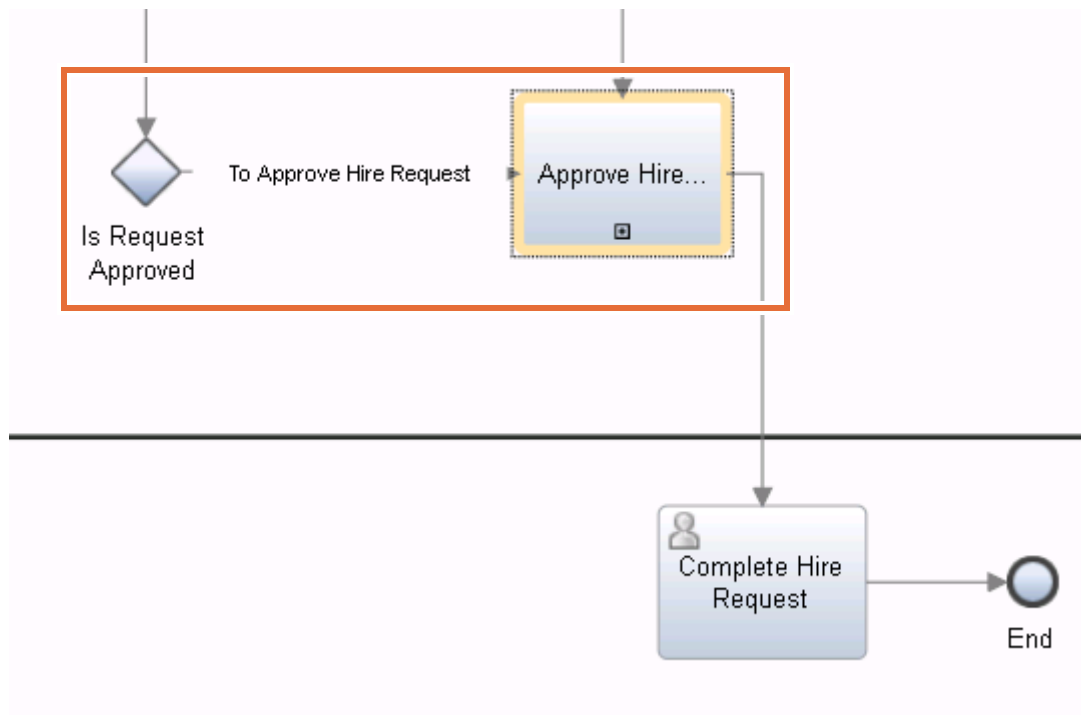 To Approve Hire Request
Approve Hire...
Is Request
Approved
Complete Hire
Request
End